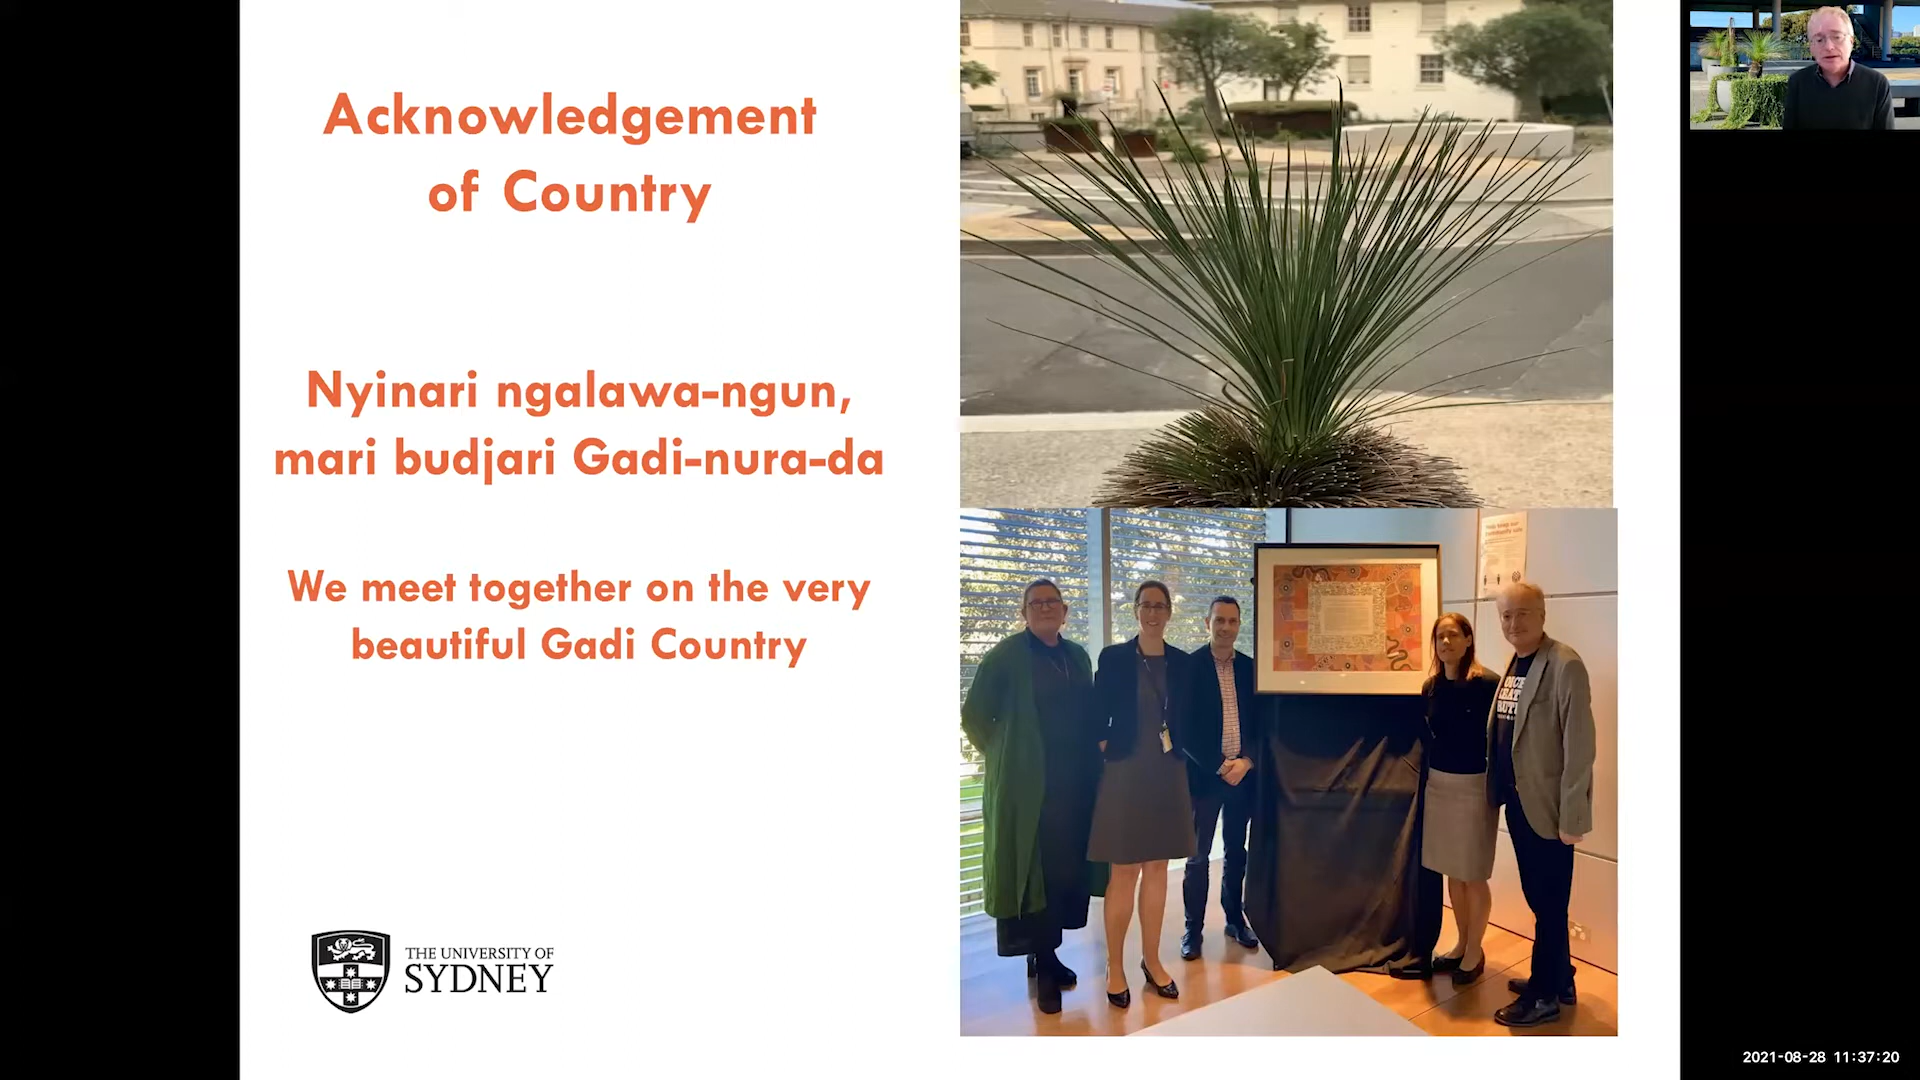 Acknowledgement
of Country
Nyinari ngalawa-ngun,
mari budjari Gadi-nura-da
We meet together on the very
beautiful Gadi Country
THE UNIVERSITY OF
SYDNEY
2021-08-28 11:37:20